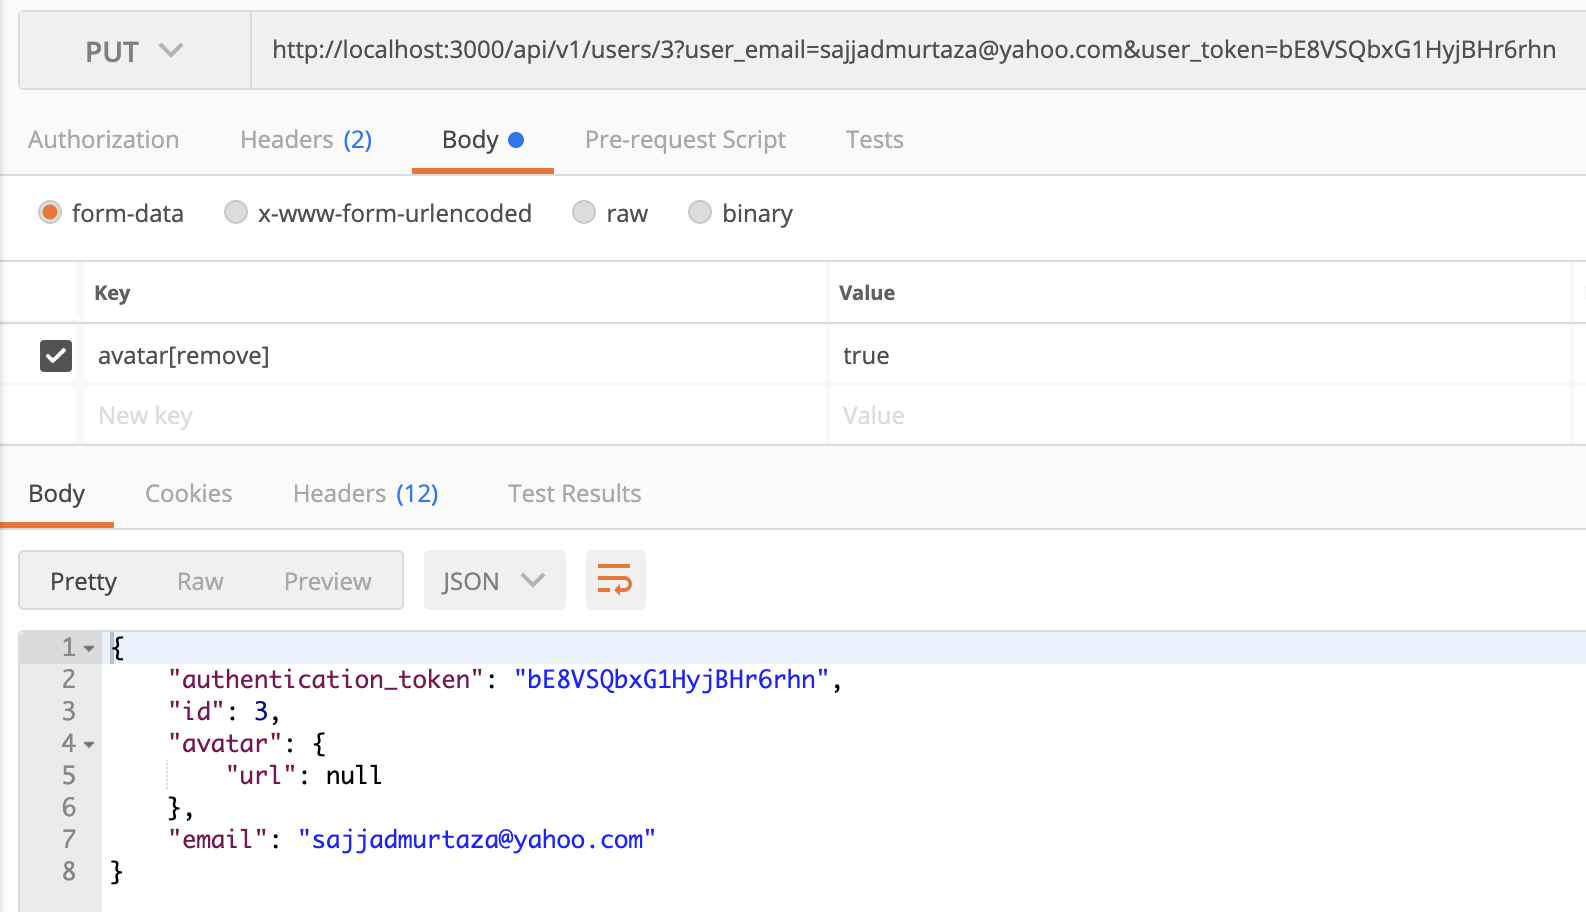 PUT http://localhost:3000/api/v1/users/3?user_email=sajjadmurtaza@yahoo.com&user_token=bE8VSQbxG1HyjBHr6rhn
Authorization Headers (2) Body Pre-request Script Tests
form-data x-www-form-urlencoded raw binary
Key Value
avatar[remove] true
New key Value
Body Cookies Headers (12) Test Results
Pretty Raw Preview JSON
1 {
2 "authentication_token": "bE8VSQbxG1HyjBHr6rhn",
3 "id": 3,
4 "avatar": {
5 "url": null
6 },
7 "email": "sajjadmurtaza@yahoo.com"
8 }